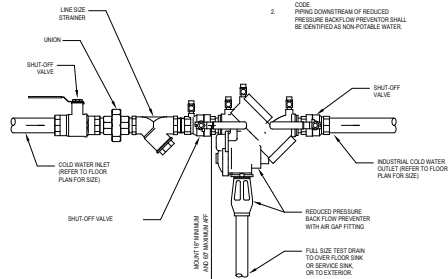 CODE.
2. PIPING DOWNSTREAM OF REDUCED
PRESSURE BACKFLOW PREVENTOR SHALL
BE IDENTIFIED AS NON-POTABLE WATER.
LINE SIZE
STRAINER
UNION
SHUT-OFF
VALVE
SHUT-OFF
VALVE
COLD WATER INLET
(REFER TO FLOOR
PLAN FOR SIZE)
INDUSTRIAL COLD WATER
OUTLET (REFER TO FLOOR
PLAN FOR SIZE)
SHUT-OFF VALVE
MOUNT 18" MINIMUM
AND 60" MAXIMUM AFF
REDUCED PRESSURE
BACK FLOW PREVENTER
WITH AIR GAP FITTING
FULL SIZE TEST DRAIN
TO OVER FLOOR SINK
OR SERVICE SINK,
OR TO EXTERIOR.